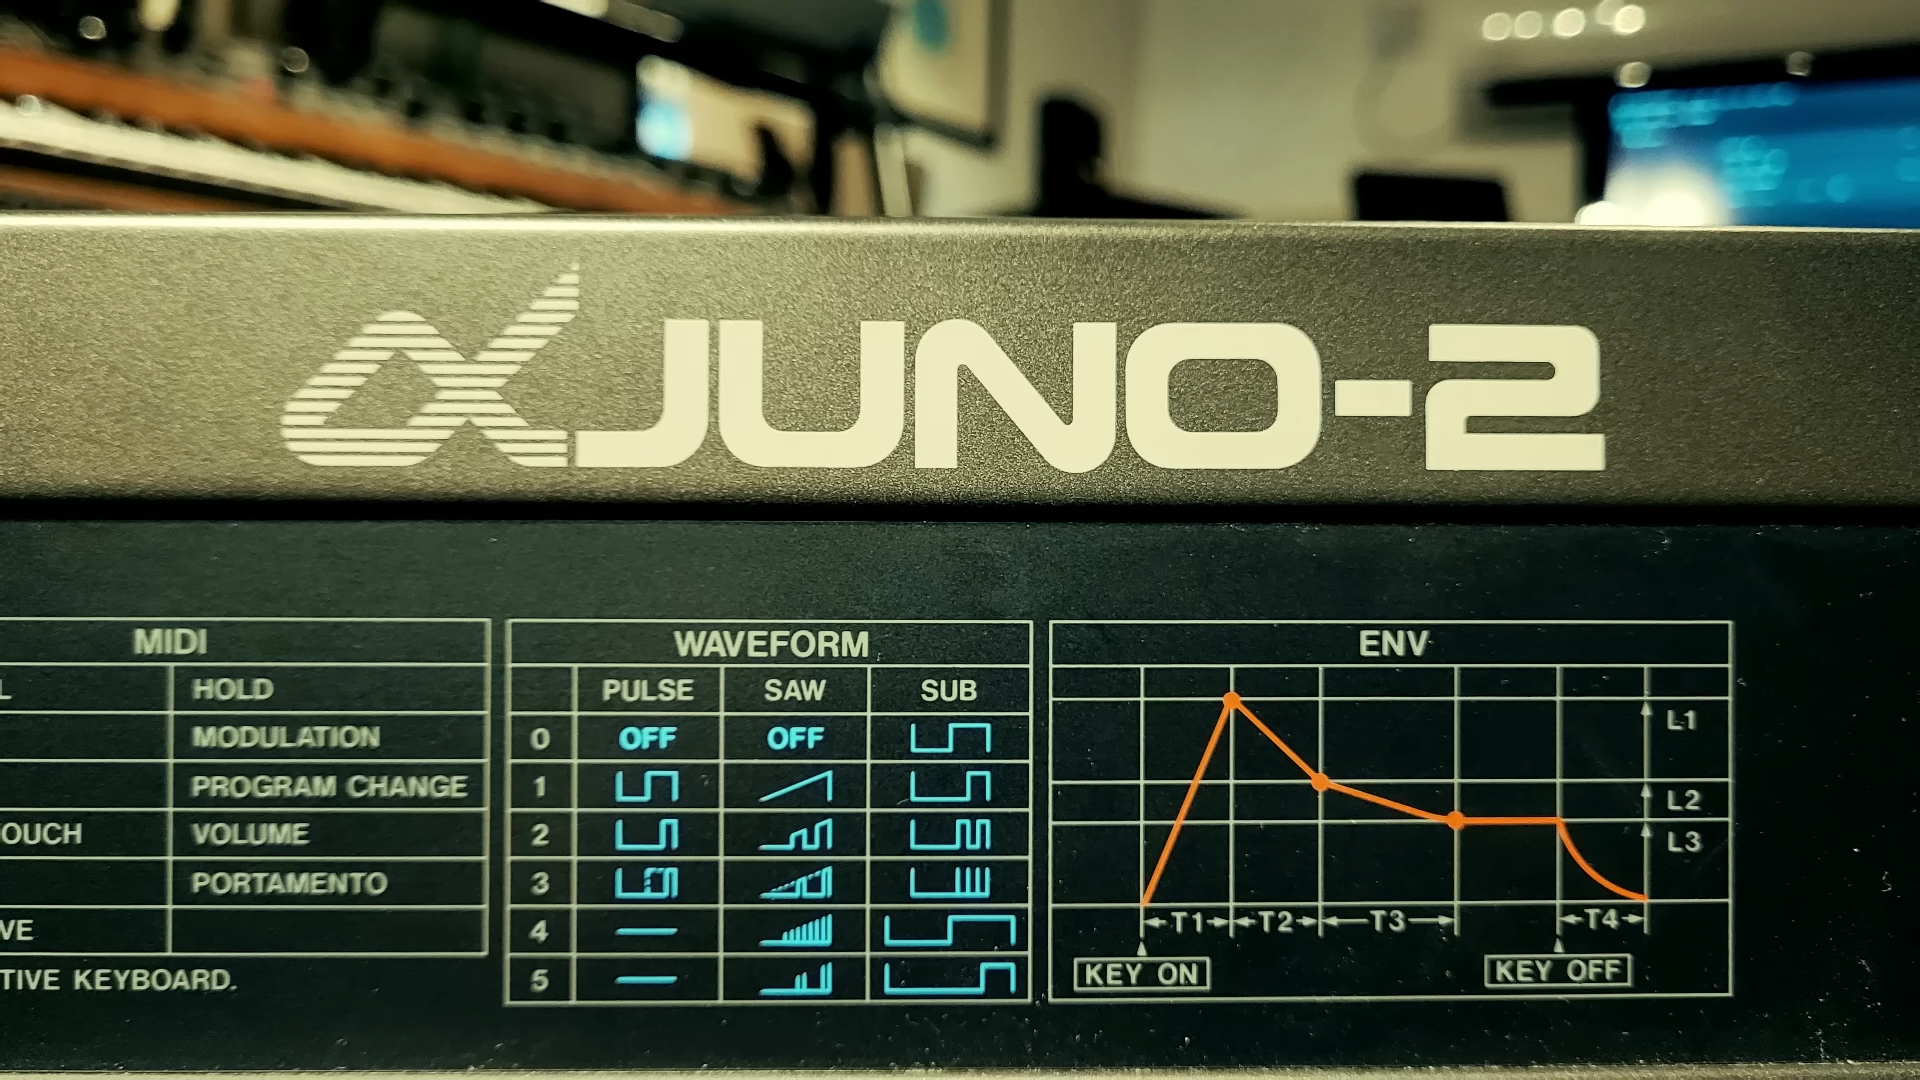 αJUNO-2
MIDI
L HOLD
MODULATION
PROGRAM CHANGE
OUCH VOLUME
PORTAMENTO
VE
TIVE KEYBOARD.
WAVEFORM
PULSE SAW SUB
0 OFF OFF
1
2
3
4
5
ENV
L1
L2
L3
T1 T2 T3 T4
KEY ON KEY OFF